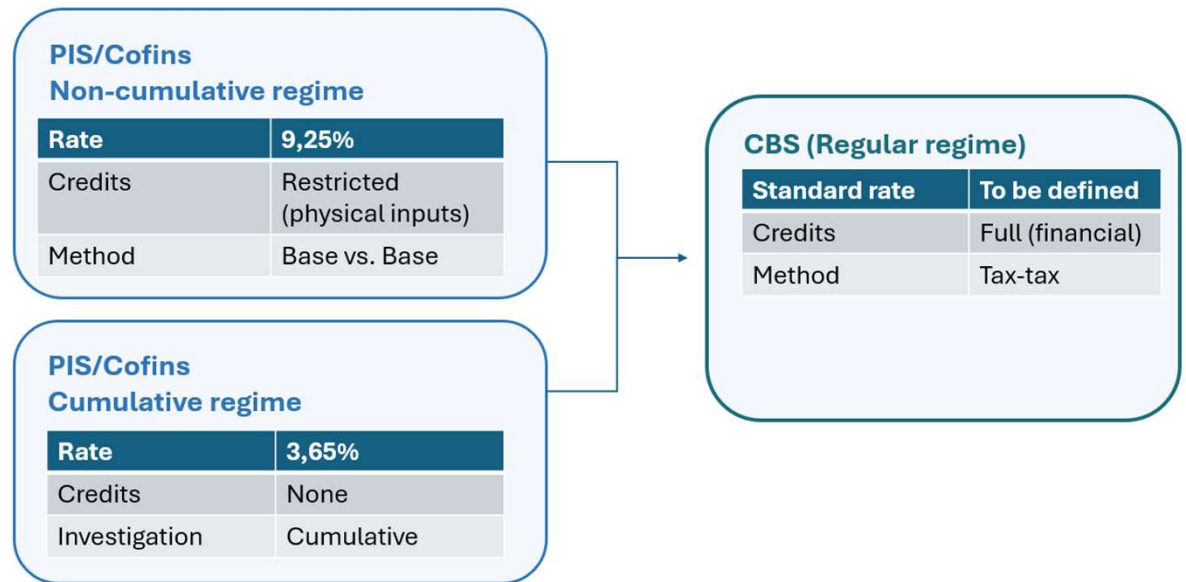 PIS/Cofins
Non-cumulative regime
Rate 9,25%
Credits Restricted
(physical inputs)
Method Base vs. Base
PIS/Cofins
Cumulative regime
Rate 3,65%
Credits None
Investigation Cumulative
CBS (Regular regime)
Standard rate To be defined
Credits Full (financial)
Method Tax-tax